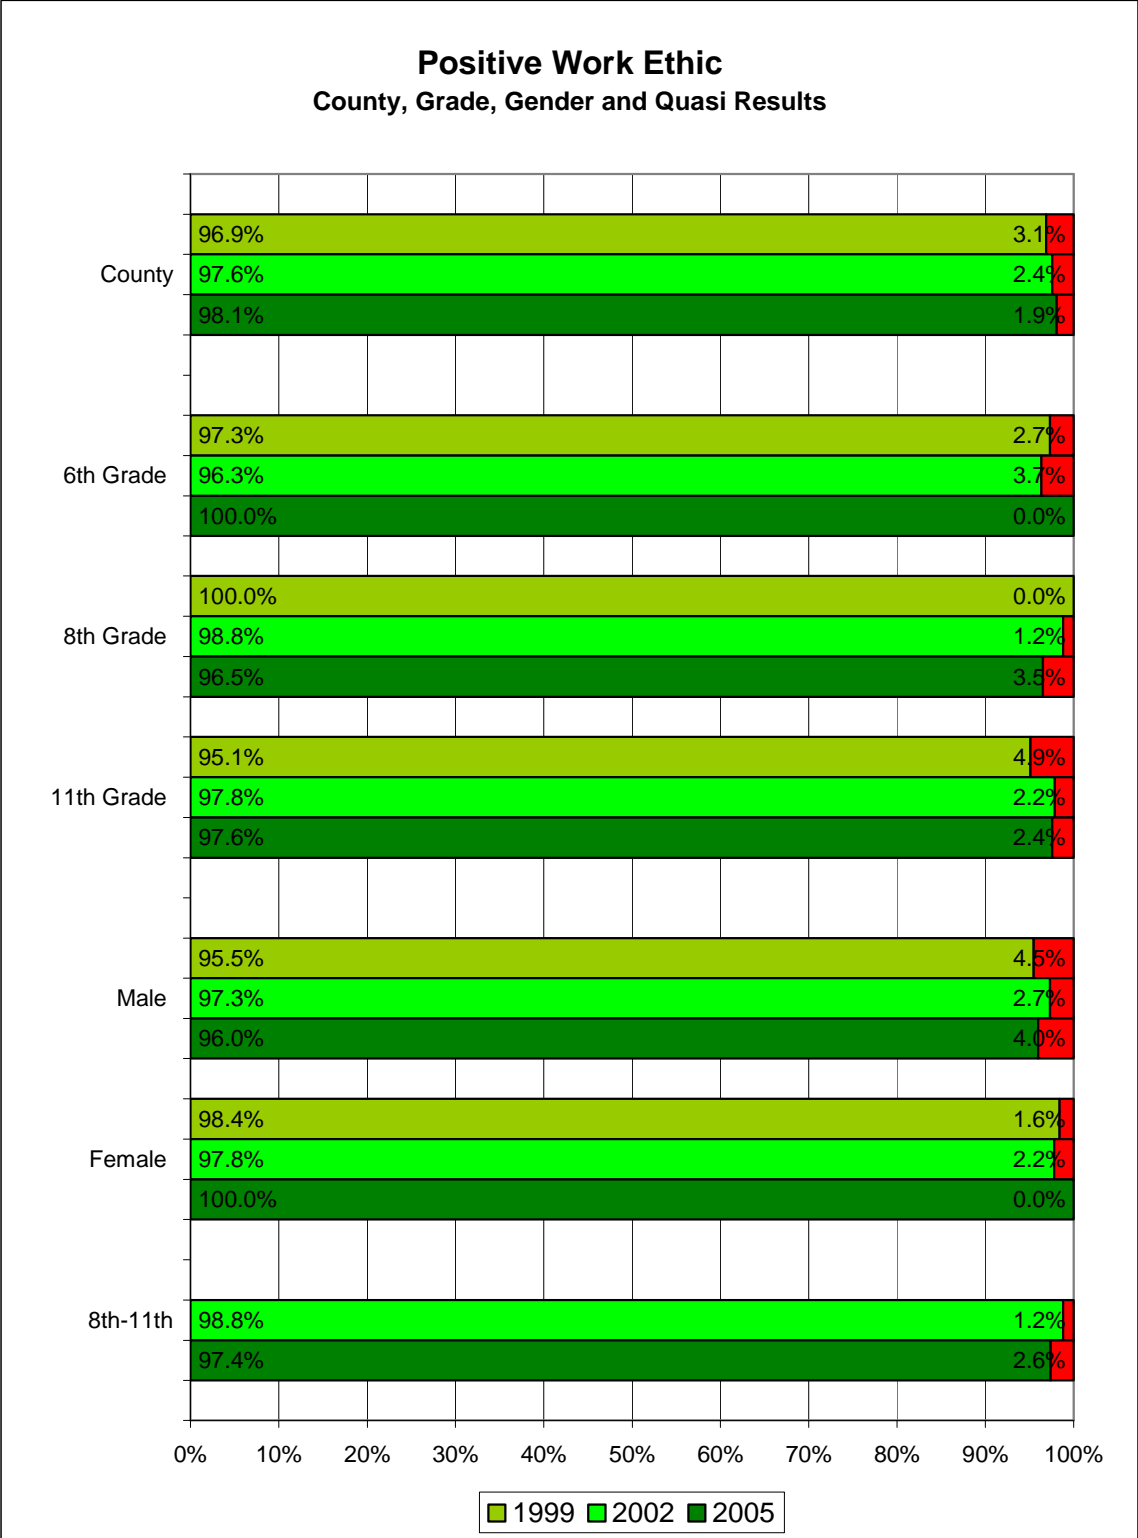 Positive Work Ethic
County, Grade, Gender and Quasi Results
96.9% 3.1%
County 97.6% 2.4%
98.1% 1.9%
97.3% 2.7%
6th Grade 96.3% 3.7%
100.0% 0.0%
100.0% 0.0%
8th Grade 98.8% 1.2%
96.5% 3.5%
95.1% 4.9%
11th Grade 97.8% 2.2%
97.6% 2.4%
95.5% 4.5%
Male 97.3% 2.7%
96.0% 4.0%
98.4% 1.6%
Female 97.8% 2.2%
100.0% 0.0%
8th-11th 98.8% 1.2%
97.4% 2.6%
0% 10% 20% 30% 40% 50% 60% 70% 80% 90% 100%
1999 2002 2005